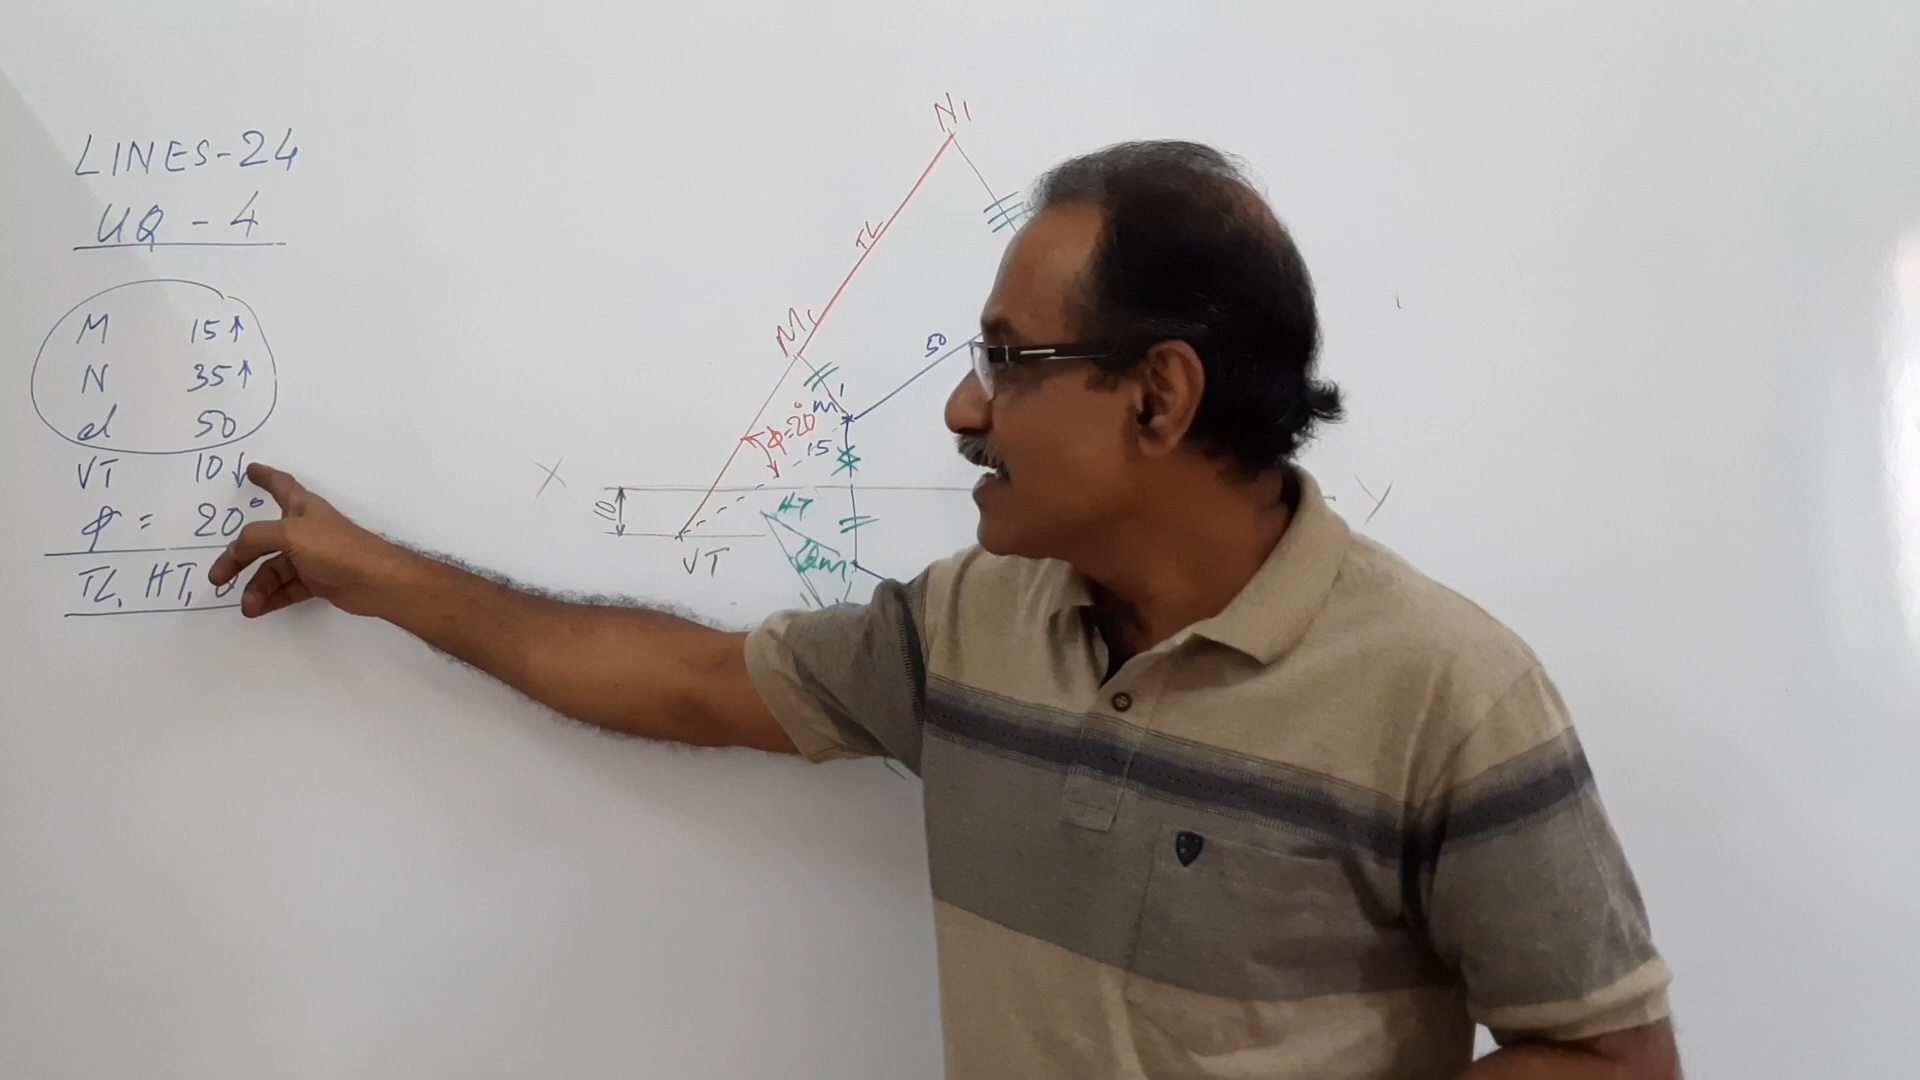 LINES-24
UQ - 4
M 15↑
N 35↑
d 50
VT 10↓
φ = 20°
TL, HT,
N1
TL
M1
50
m'
φ=20°
15
X
Y
10
HT
VT
θ m